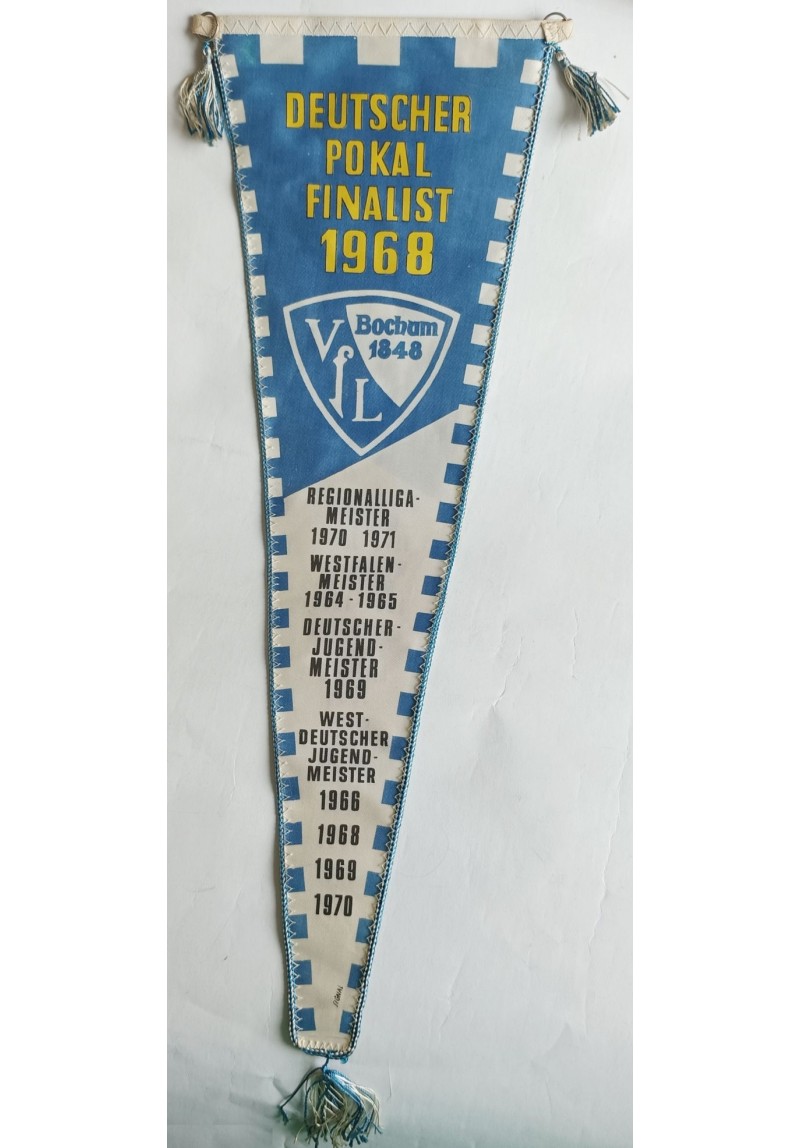 DEUTSCHER
POKAL
FINALIST
1968
VfL
Bochum
1848
REGIONALLIGA-
MEISTER
1970 1971
WESTFALEN-
MEISTER
1964-1965
DEUTSCHER-
JUGEND-
MEISTER
1969
WEST-
DEUTSCHER
JUGEND-
MEISTER
1966
1968
1969
1970